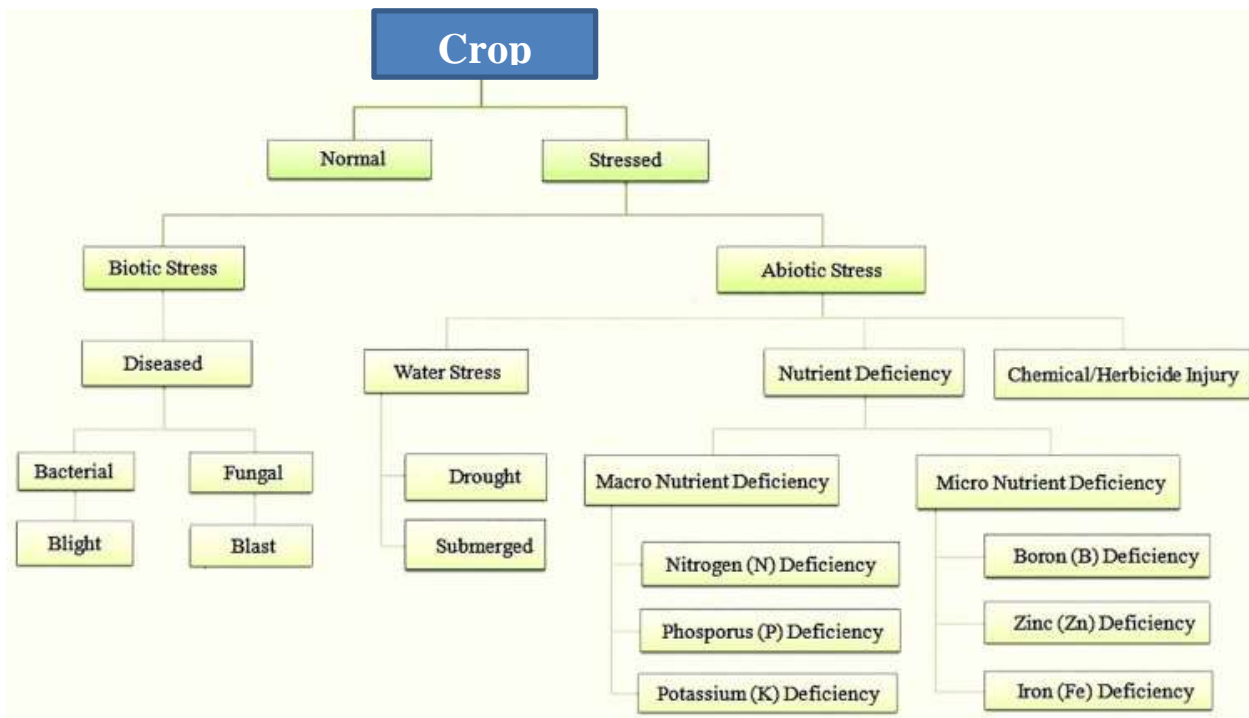 Crop
Normal
Stressed
Biotic Stress
Abiotic Stress
Diseased
Water Stress
Nutrient Deficiency
Chemical/Herbicide Injury
Bacterial
Fungal
Drought
Macro Nutrient Deficiency
Micro Nutrient Deficiency
Blight
Blast
Submerged
Nitrogen (N) Deficiency
Boron (B) Deficiency
Phosporus (P) Deficiency
Zinc (Zn) Deficiency
Potassium (K) Deficiency
Iron (Fe) Deficiency